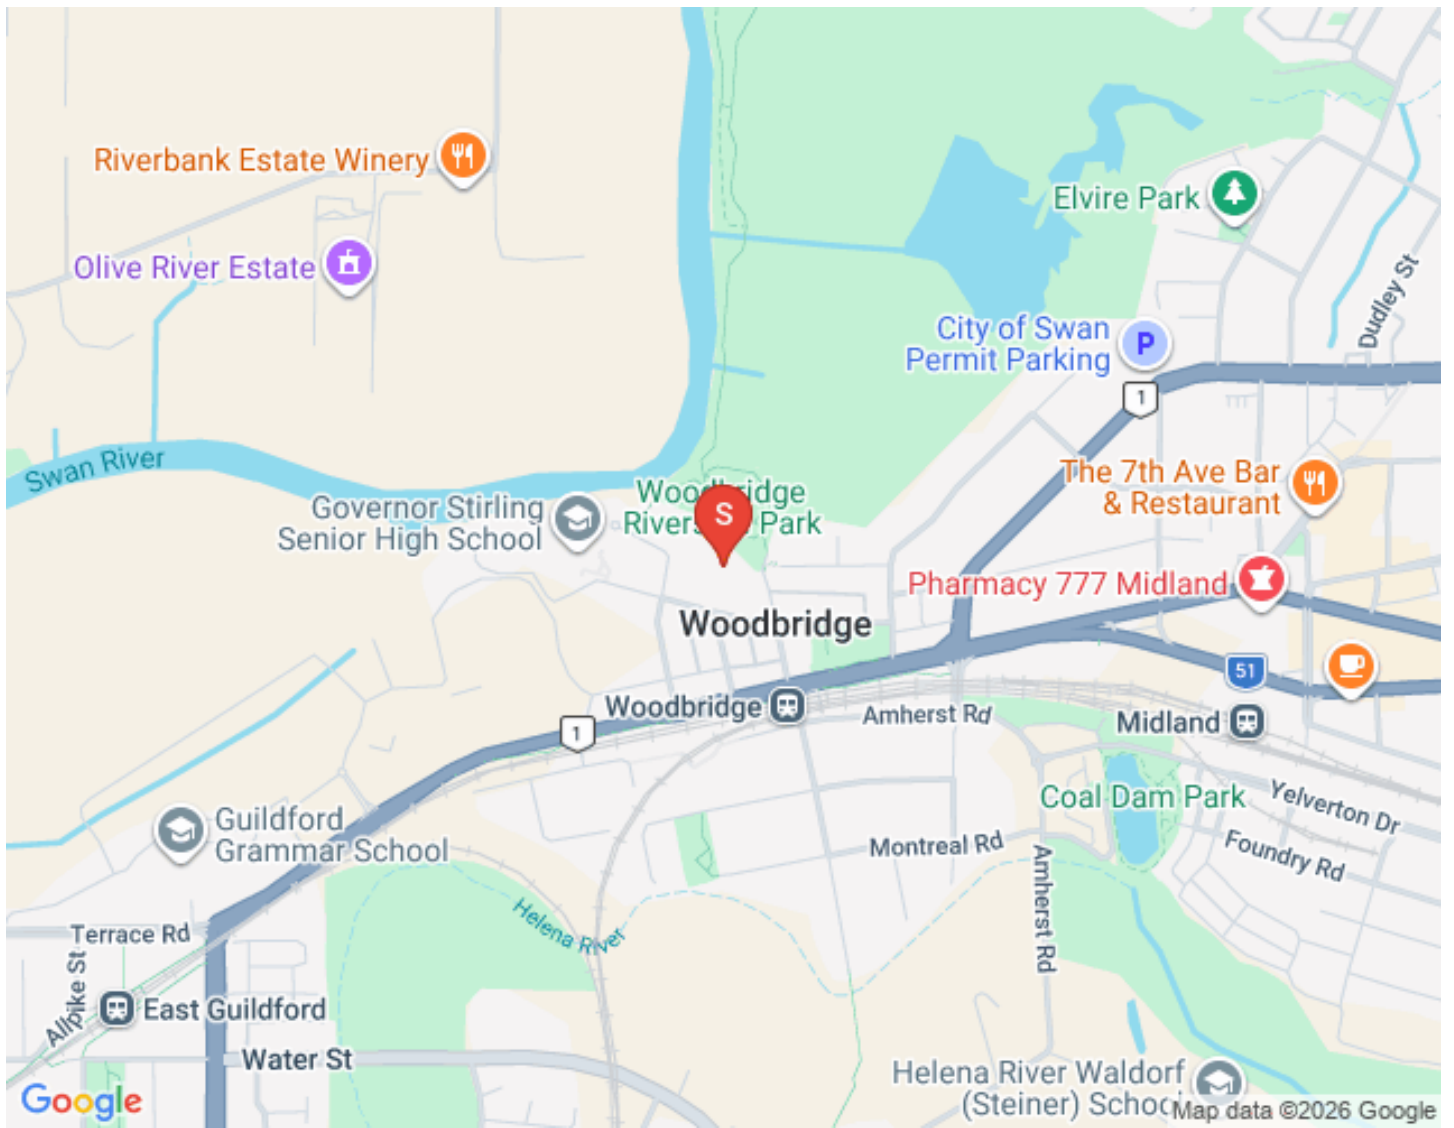 Riverbank Estate Winery
Elvire Park
Olive River Estate
Dudley St
City of Swan
Permit Parking
P
1
Swan River
The 7th Ave Bar
& Restaurant
Woodbridge
Governor Stirling
Senior High School
S
Park
Pharmacy 777 Midland
Woodbridge
51
Woodbridge
Amherst Rd
Midland
1
Coal Dam Park
Yelverton Dr
Guildford
Grammar School
Montreal Rd
Foundry Rd
Amherst Rd
Helena River
Terrace Rd
Allpike St
East Guildford
Water St
Helena River Waldorf
(Steiner) School
Google
Map data ©2026 Google